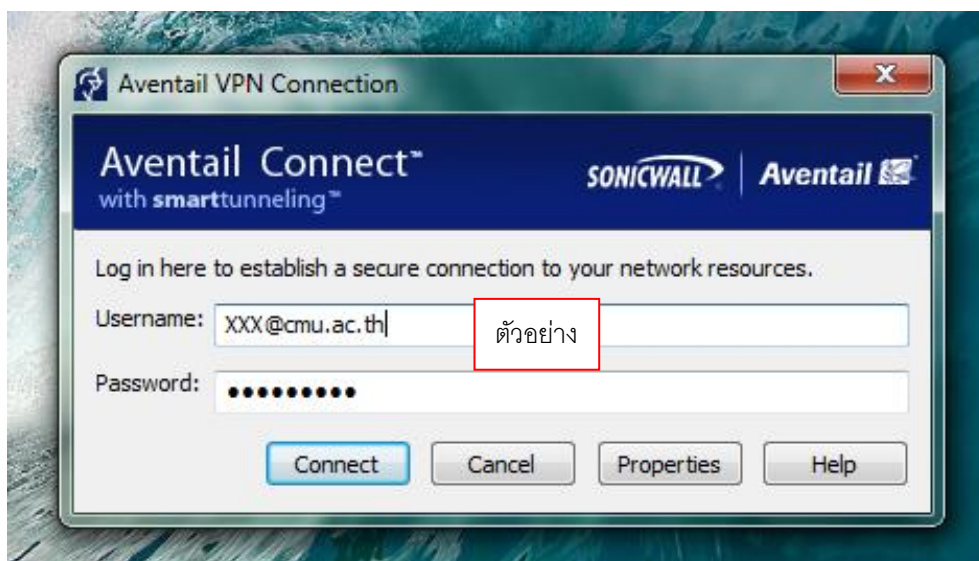 Aventail VPN Connection
Aventail Connect™
with smarttunneling™
SONICWALL
Aventail
Log in here to establish a secure connection to your network resources.
Username: XXX@cmu.ac.th
ตัวอย่าง
Password: •••••••••
Connect Cancel Properties Help